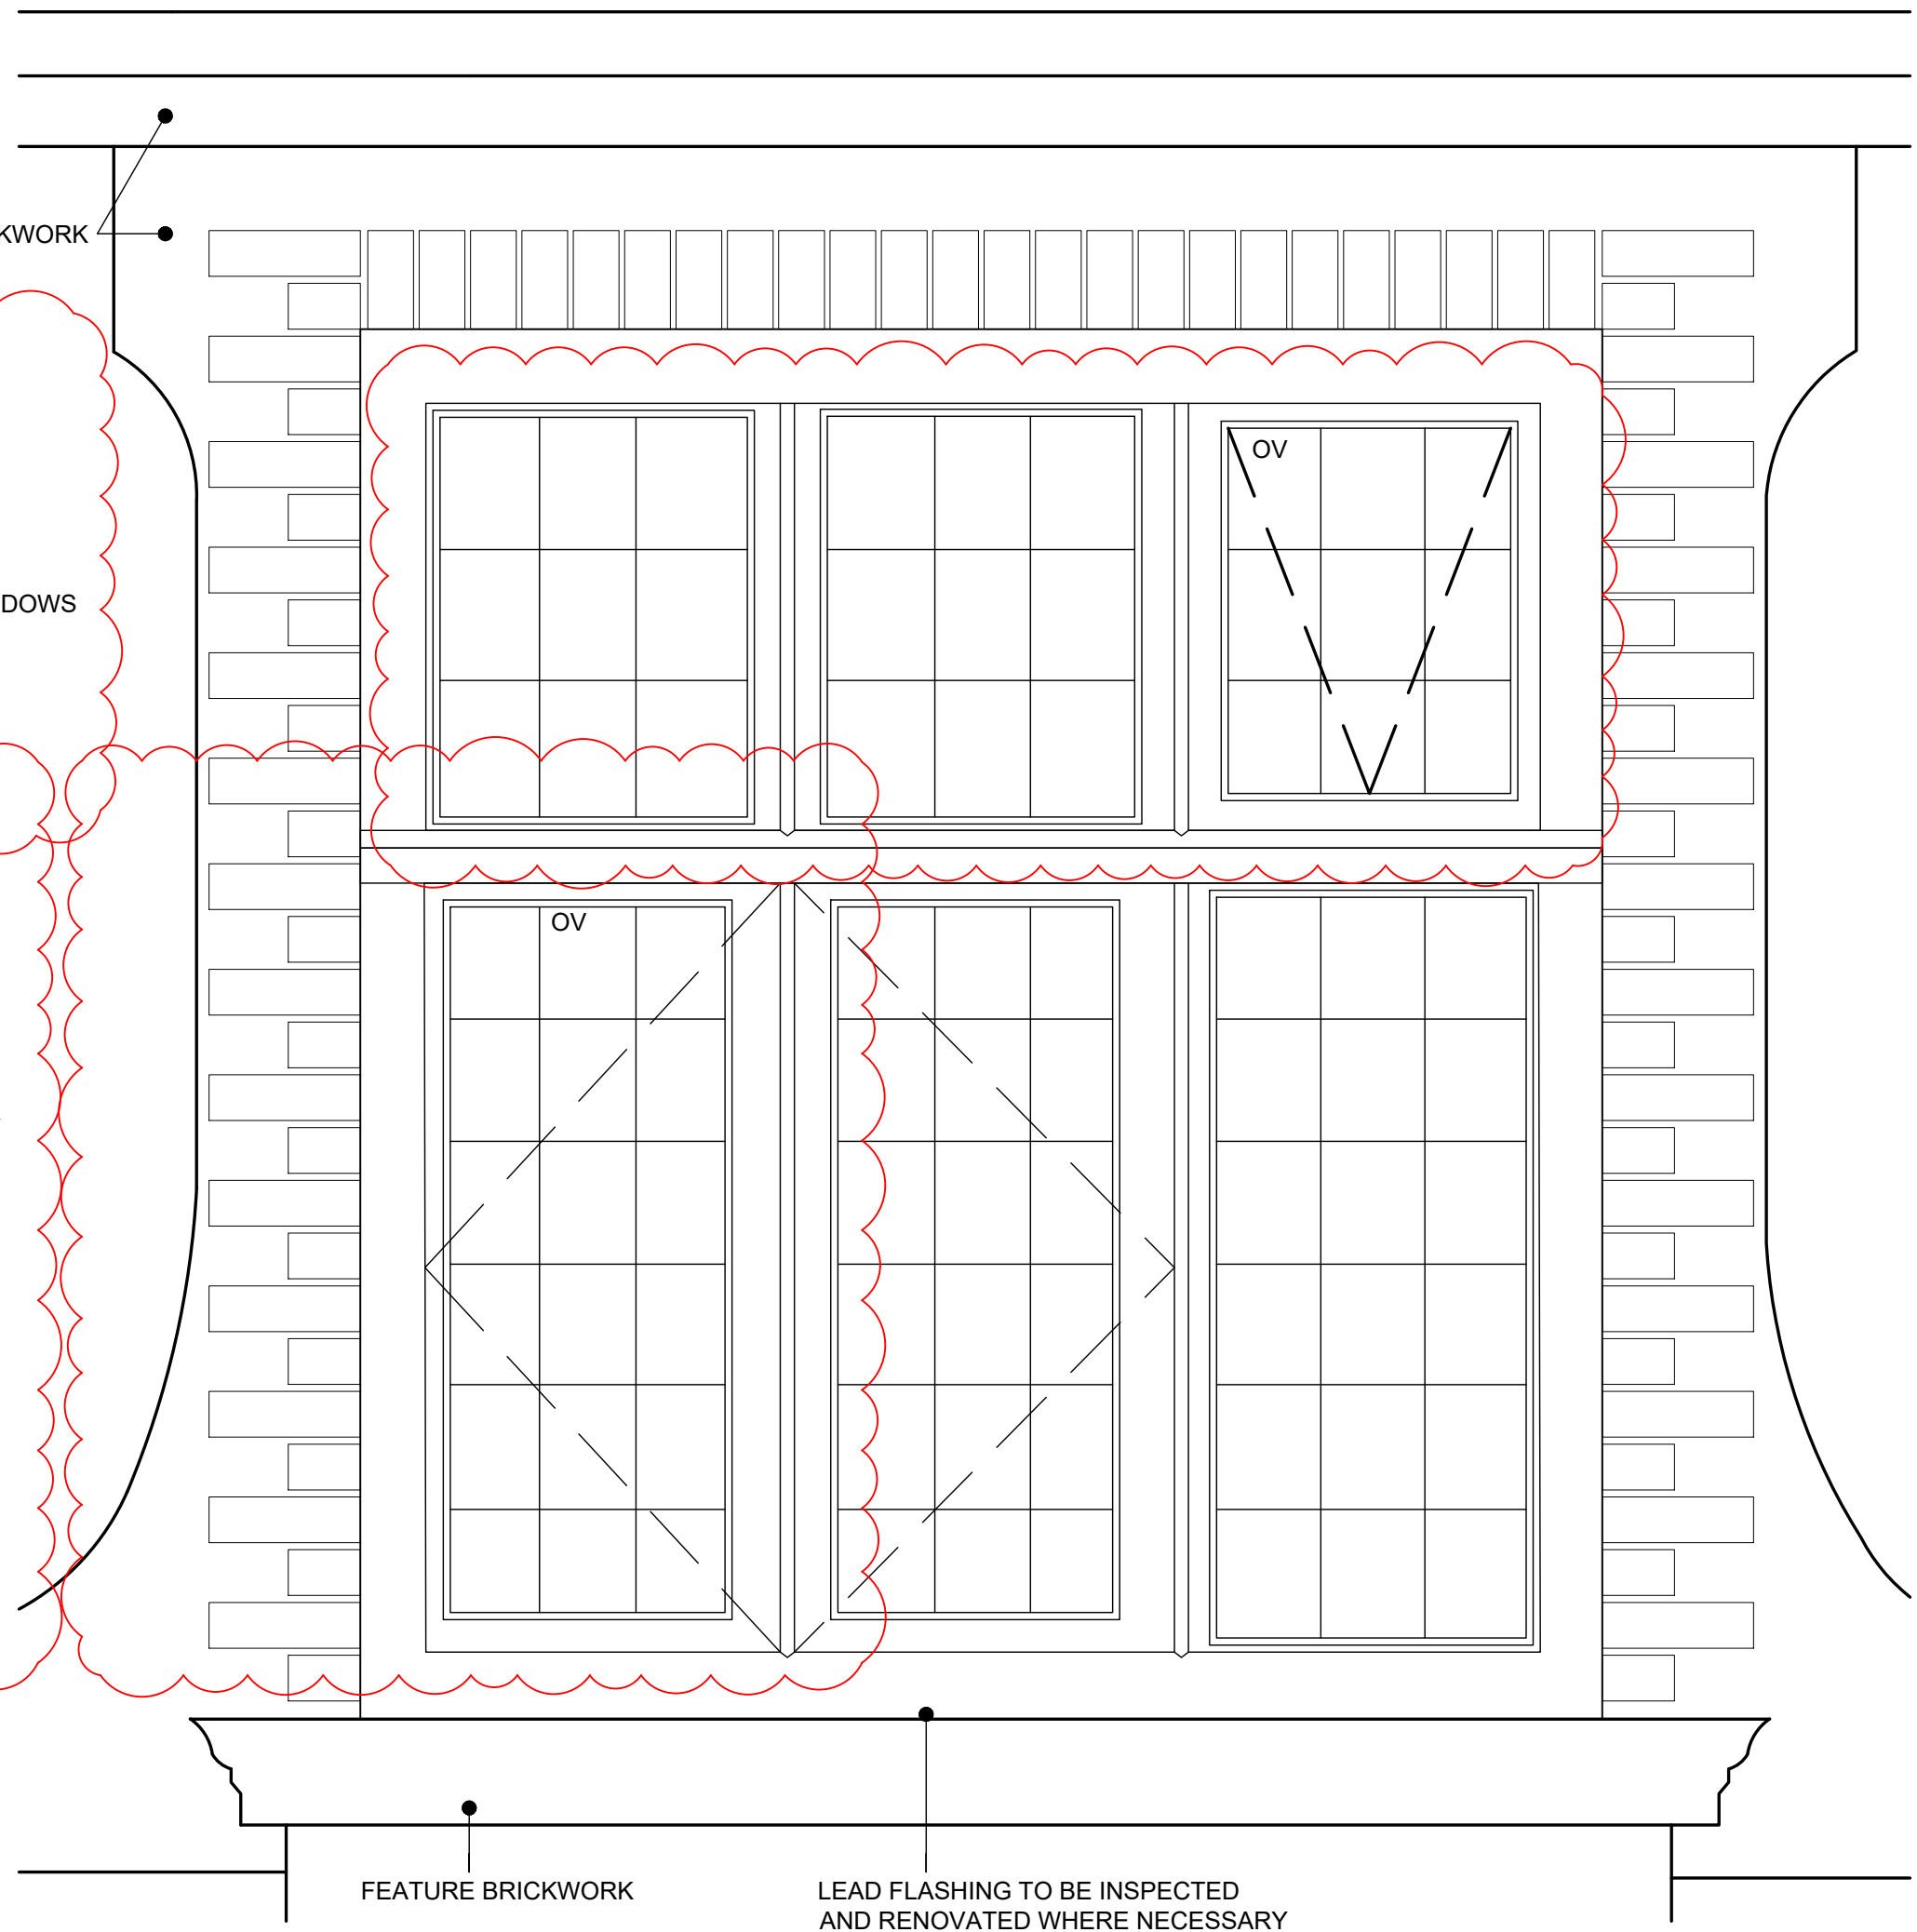 KWORK
OV
DOWS
OV
FEATURE BRICKWORK
LEAD FLASHING TO BE INSPECTED
AND RENOVATED WHERE NECESSARY